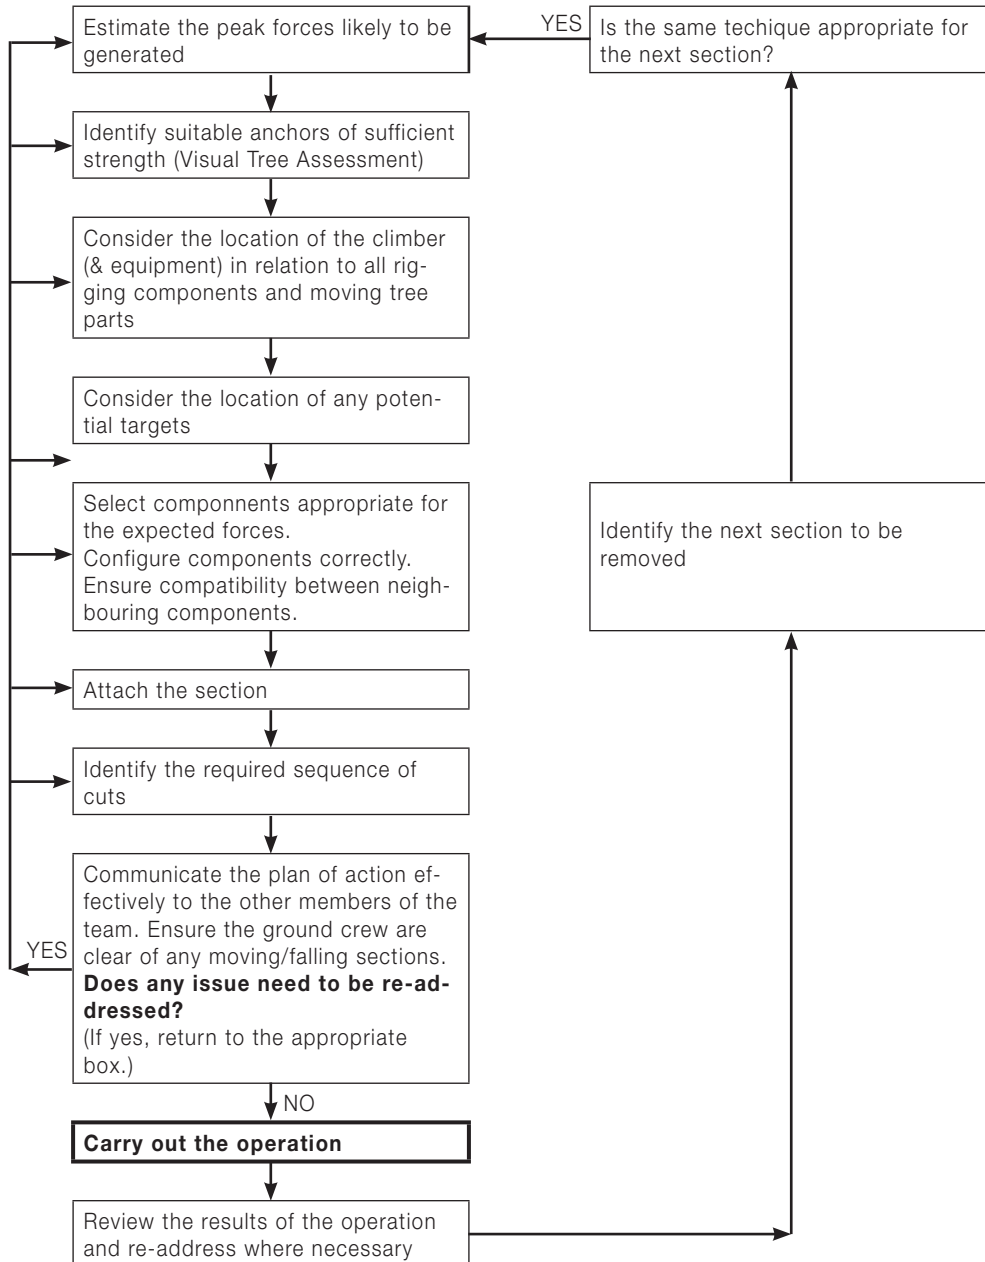 Estimate the peak forces likely to be
generated
YES
Is the same techique appropriate for
the next section?
Identify suitable anchors of sufficient
strength (Visual Tree Assessment)
Consider the location of the climber
(& equipment) in relation to all rig-
ging components and moving tree
parts
Consider the location of any poten-
tial targets
Select componnents appropriate for
the expected forces.
Configure components correctly.
Ensure compatibility between neigh-
bouring components.
Identify the next section to be
removed
Attach the section
Identify the required sequence of
cuts
Communicate the plan of action ef-
fectively to the other members of the
team. Ensure the ground crew are
clear of any moving/falling sections.
Does any issue need to be re-ad-
dressed?
(If yes, return to the appropriate
box.)
YES
NO
Carry out the operation
Review the results of the operation
and re-address where necessary